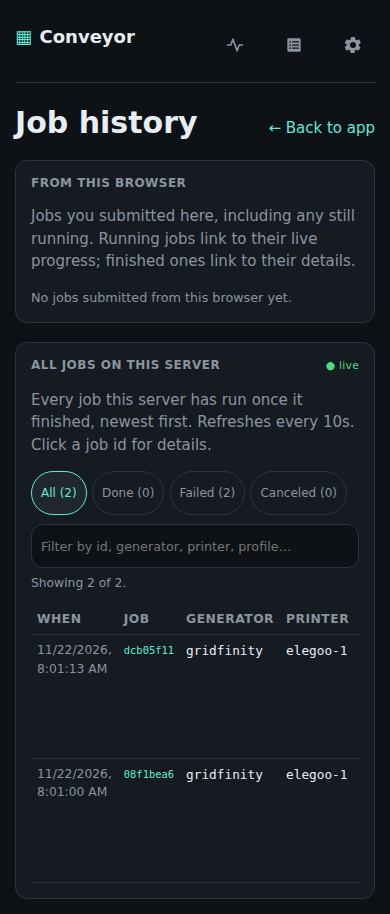 Conveyor
Job history
← Back to app
FROM THIS BROWSER
Jobs you submitted here, including any still
running. Running jobs link to their live
progress; finished ones link to their details.
No jobs submitted from this browser yet.
ALL JOBS ON THIS SERVER
● live
Every job this server has run once it
finished, newest first. Refreshes every 10s.
Click a job id for details.
All (2) Done (0) Failed (2) Canceled (0)
Filter by id, generator, printer, profile…
Showing 2 of 2.
WHEN JOB GENERATOR PRINTER
11/22/2026, dcb05f11 gridfinity elegoo-1
8:01:13 AM
11/22/2026, 08f1bea6 gridfinity elegoo-1
8:01:00 AM